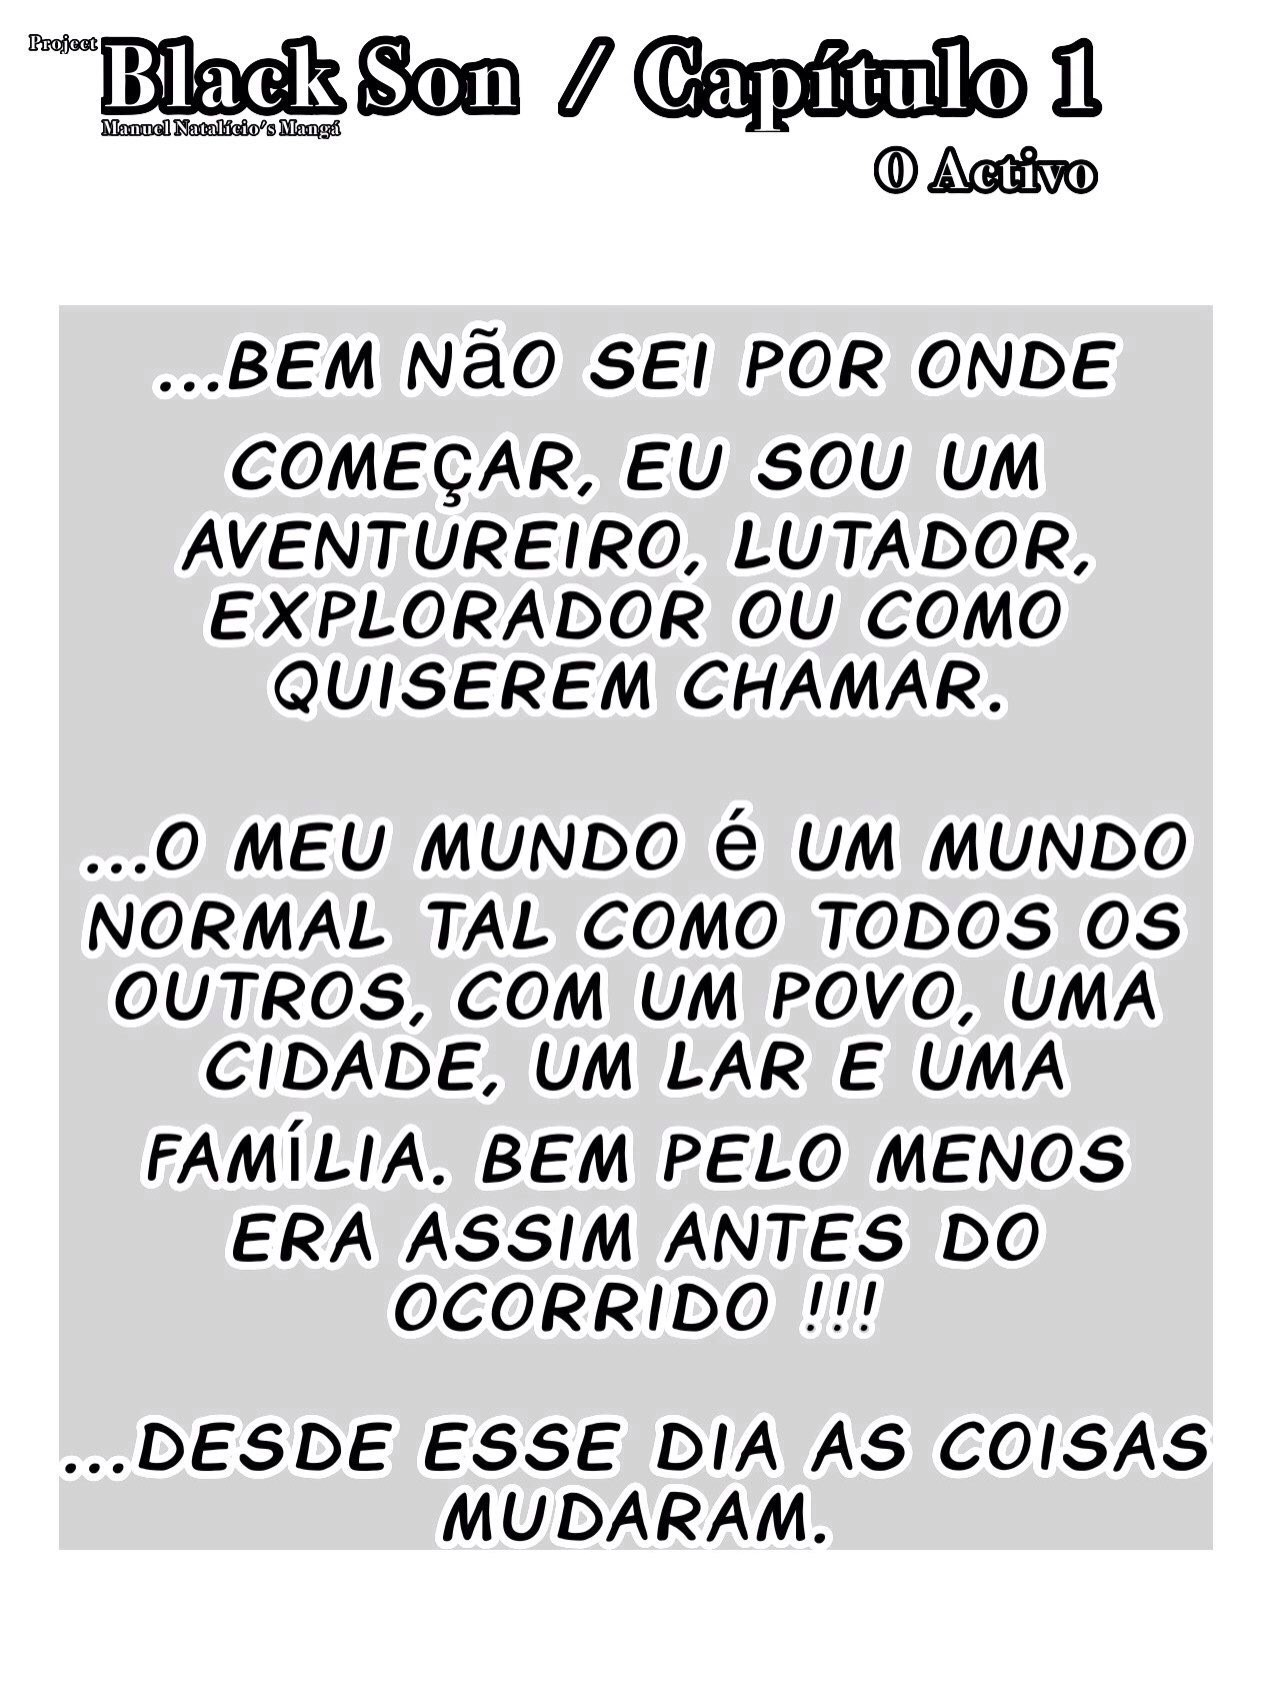 Project
Black Son / Capítulo 1
Manuel Natalício's Mangá
O Activo
...BEM NãO SEI POR ONDE
COMEÇAR, EU SOU UM
AVENTUREIRO, LUTADOR,
EXPLORADOR OU COMO
QUISEREM CHAMAR.
...O MEU MUNDO é UM MUNDO
NORMAL TAL COMO TODOS OS
OUTROS, COM UM POVO, UMA
CIDADE, UM LAR E UMA
FAMÍLIA. BEM PELO MENOS
ERA ASSIM ANTES DO
OCORRIDO !!!
...DESDE ESSE DIA AS COISAS
MUDARAM.